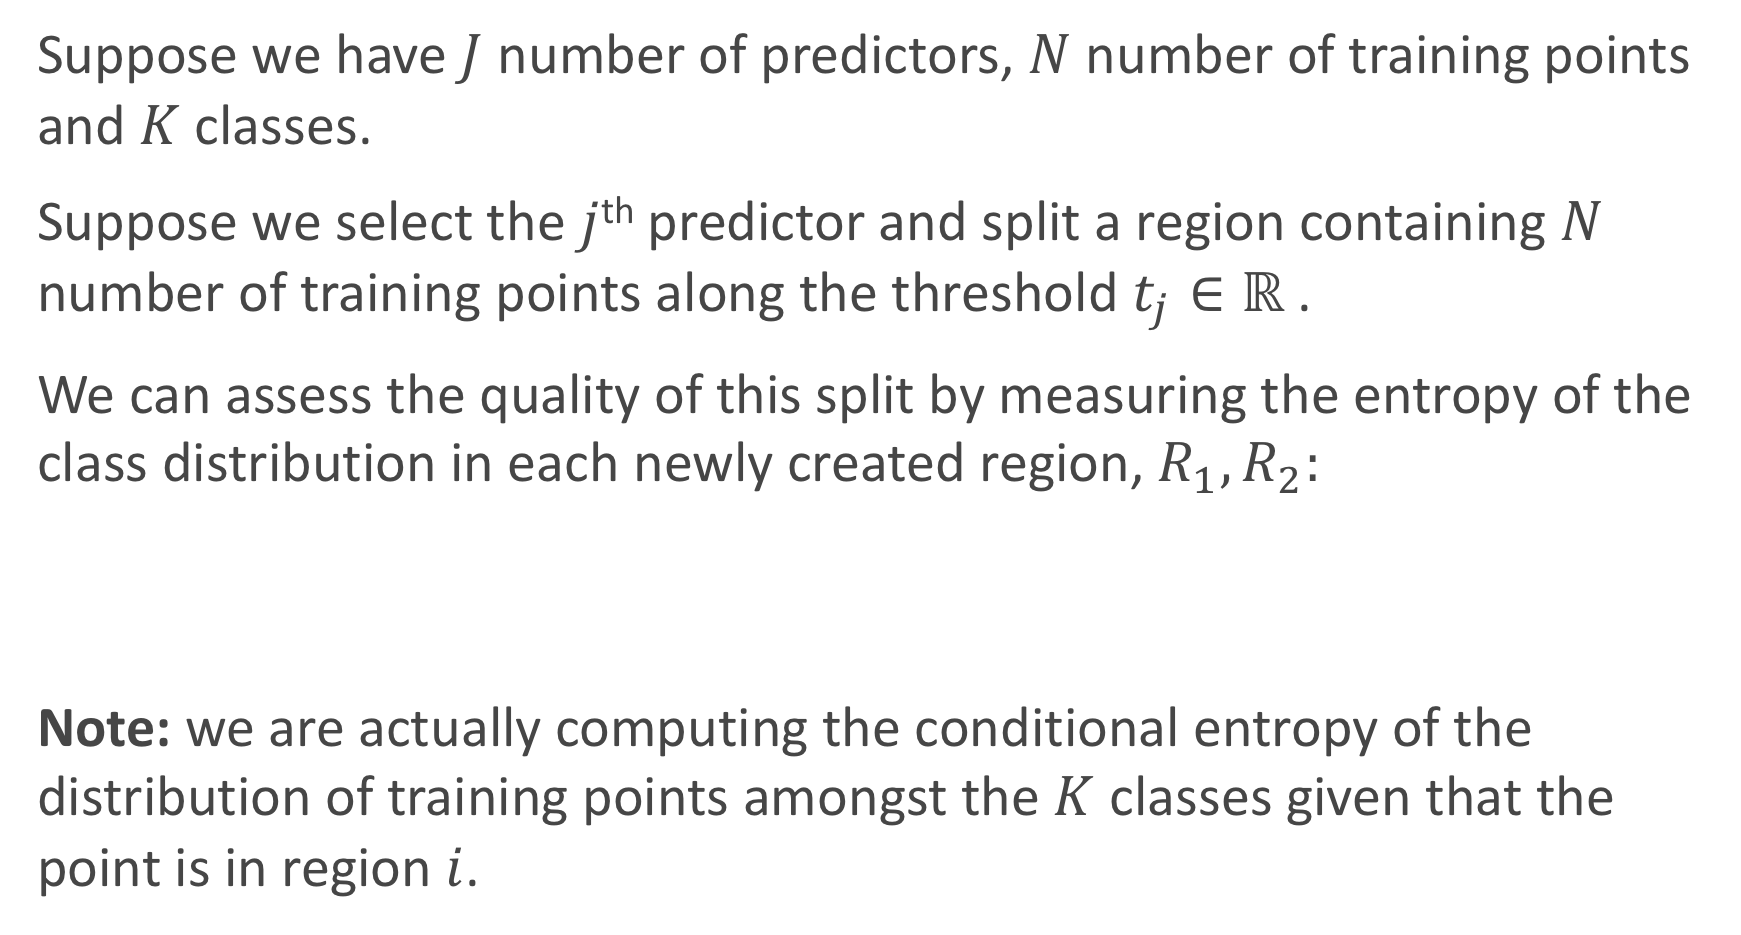 Suppose we have J number of predictors, N number of training points
and K classes.
Suppose we select the jᵗʰ predictor and split a region containing N
number of training points along the threshold tⱼ ∈ ℝ .
We can assess the quality of this split by measuring the entropy of the
class distribution in each newly created region, R₁, R₂:
Note: we are actually computing the conditional entropy of the
distribution of training points amongst the K classes given that the
point is in region i.